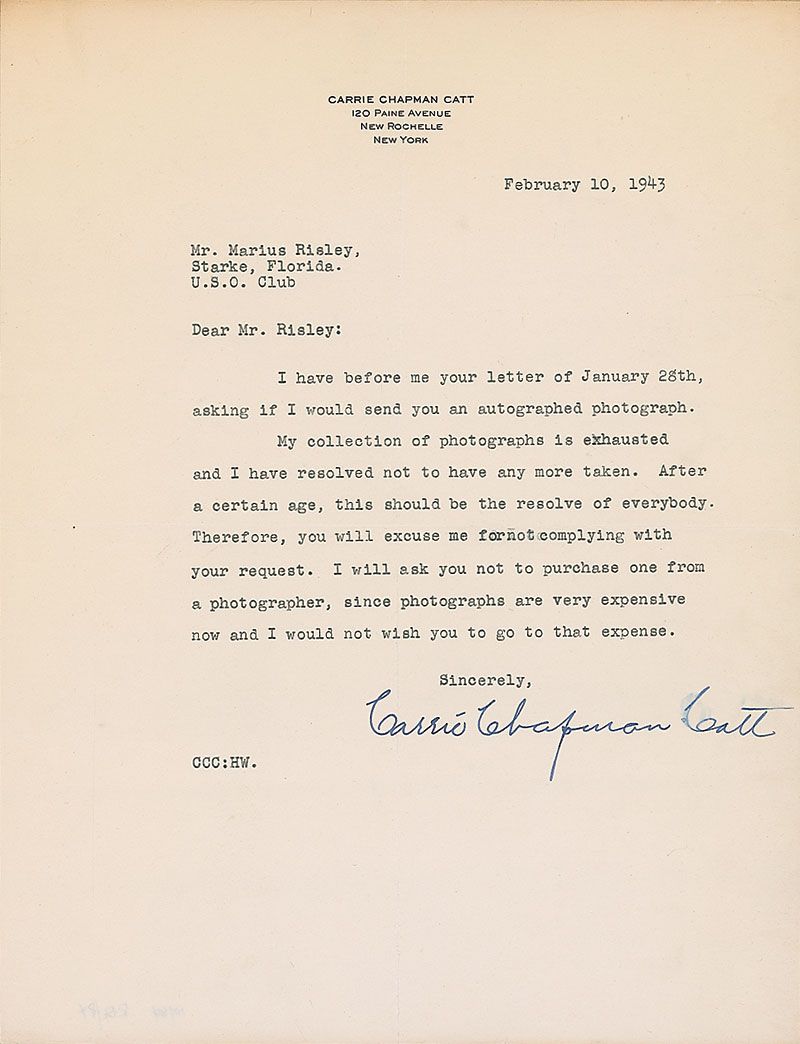 CARRIE CHAPMAN CATT
120 PAINE AVENUE
NEW ROCHELLE
NEW YORK
February 10, 1943
Mr. Marius Risley,
Starke, Florida.
U.S.O. Club
Dear Mr. Risley:
I have before me your letter of January 28th,
asking if I would send you an autographed photograph.
My collection of photographs is exhausted
and I have resolved not to have any more taken. After
a certain age, this should be the resolve of everybody.
Therefore, you will excuse me for not complying with
your request. I will ask you not to purchase one from
a photographer, since photographs are very expensive
now and I would not wish you to go to that expense.
Sincerely,
Carrie Chapman Catt
CCC:HW.